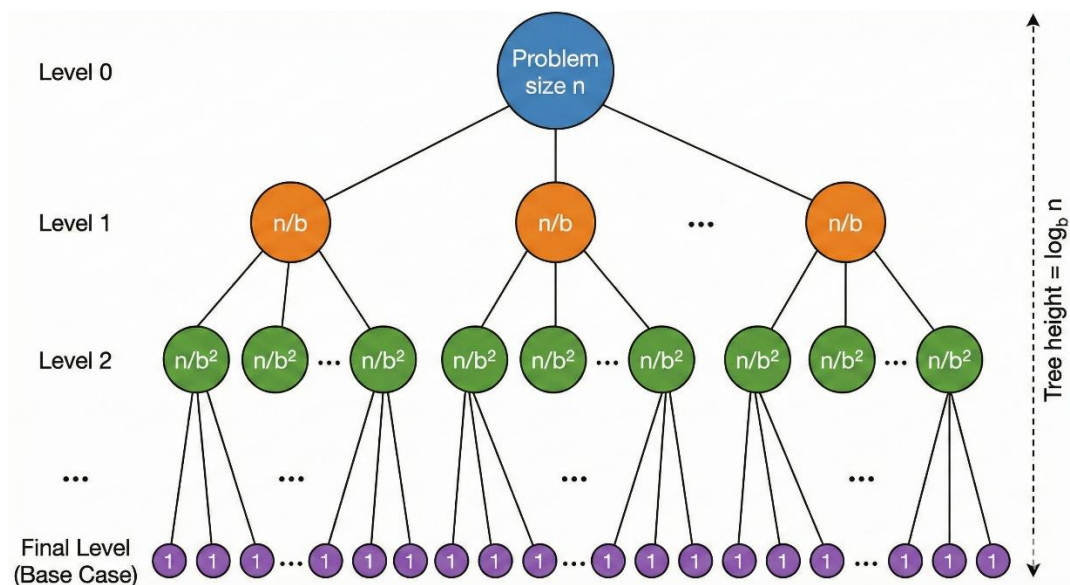 Problem
size n
Level 0
Level 1
n/b
n/b
...
n/b
Level 2
n/b²
n/b²
...
n/b²
n/b²
n/b²
...
n/b²
n/b²
n/b²
...
n/b²
...
...
...
...
Final Level
(Base Case)
1
1
1
...
1
1
1
1
1
1
...
1
1
1
1
1
1
...
1
1
1
Tree height = log_b n